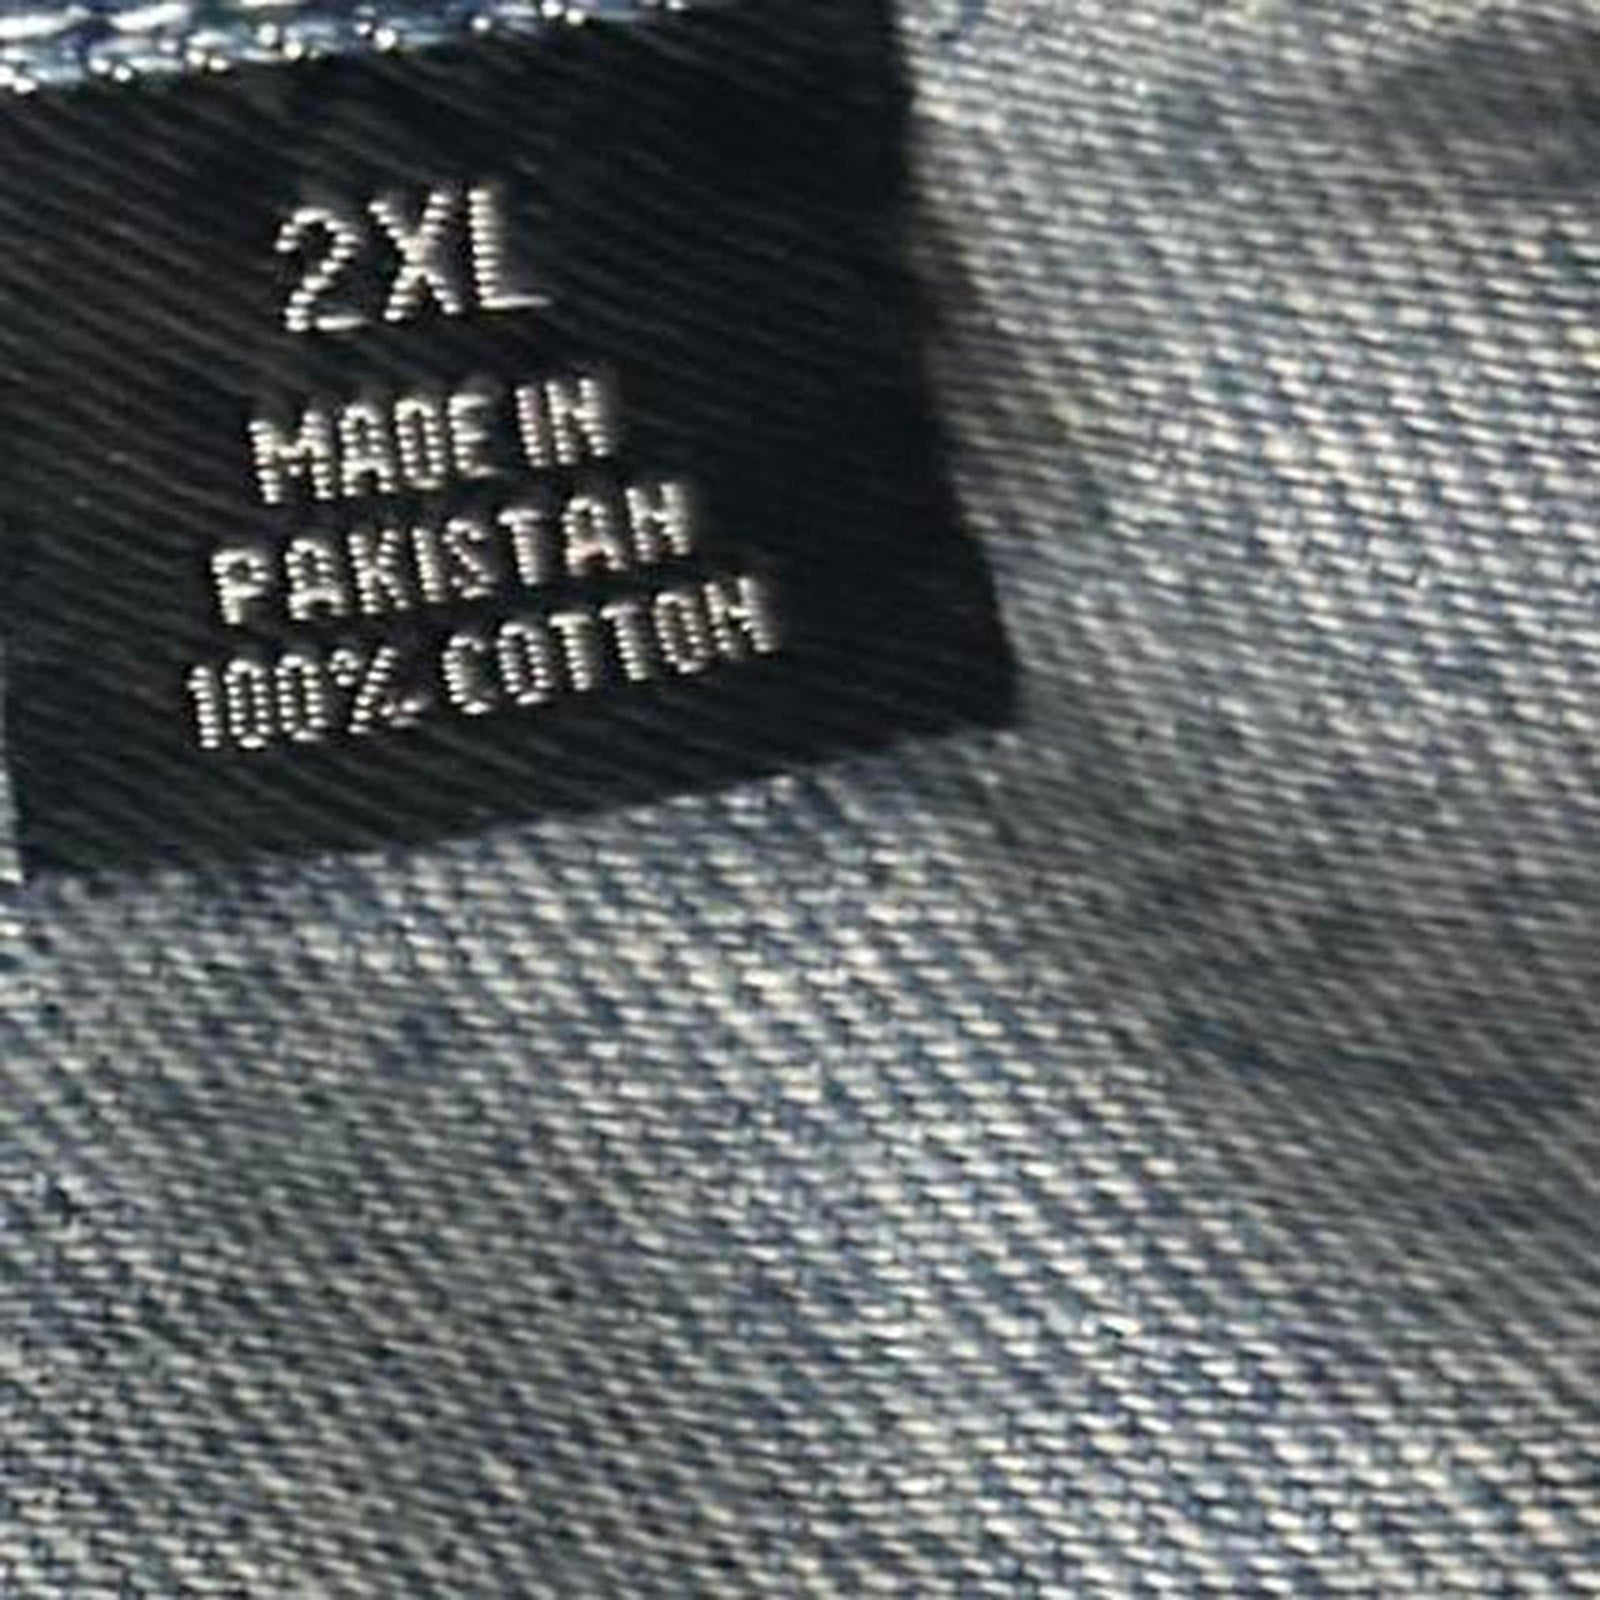 2XL
MADE IN
PAKISTAN
100% COTTON